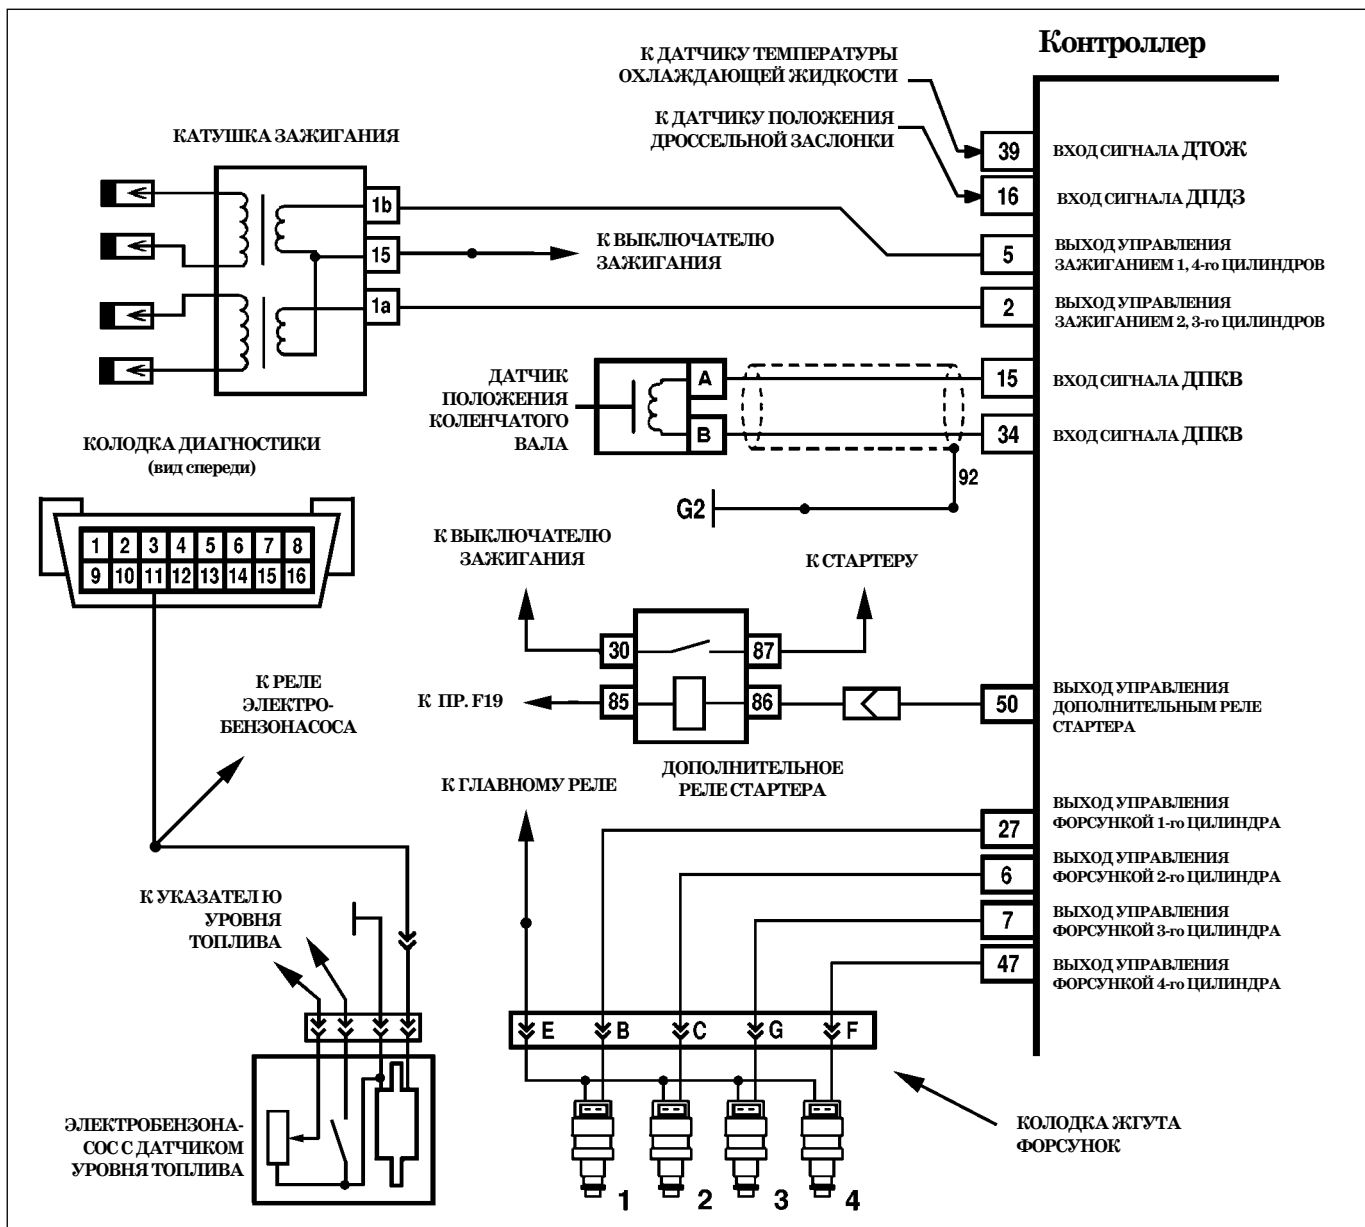 Контроллер
К ДАТЧИКУ ТЕМПЕРАТУРЫ
ОХЛАЖДАЮЩЕЙ ЖИДКОСТИ
К ДАТЧИКУ ПОЛОЖЕНИЯ
ДРОССЕЛЬНОЙ ЗАСЛОНКИ
39
ВХОД СИГНАЛА ДТОЖ
16
ВХОД СИГНАЛА ДПДЗ
КАТУШКА ЗАЖИГАНИЯ
1b
15
1a
К ВЫКЛЮЧАТЕЛЮ
ЗАЖИГАНИЯ
5
ВЫХОД УПРАВЛЕНИЯ
ЗАЖИГАНИЕМ 1, 4-го ЦИЛИНДРОВ
2
ВЫХОД УПРАВЛЕНИЯ
ЗАЖИГАНИЕМ 2, 3-го ЦИЛИНДРОВ
ДАТЧИК
ПОЛОЖЕНИЯ
КОЛЕНЧАТОГО
ВАЛА
A
B
15
ВХОД СИГНАЛА ДПКВ
34
ВХОД СИГНАЛА ДПКВ
92
G2
КОЛОДКА ДИАГНОСТИКИ
(вид спереди)
1 2 3 4 5 6 7 8
9 10 11 12 13 14 15 16
К ВЫКЛЮЧАТЕЛЮ
ЗАЖИГАНИЯ
К СТАРТЕРУ
30
87
К ПР. F19
85
86
50
ВЫХОД УПРАВЛЕНИЯ
ДОПОЛНИТЕЛЬНЫМ РЕЛЕ
СТАРТЕРА
ДОПОЛНИТЕЛЬНОЕ
РЕЛЕ СТАРТЕРА
К РЕЛЕ
ЭЛЕКТРО-
БЕНЗОНАСОСА
К ГЛАВНОМУ РЕЛЕ
27
ВЫХОД УПРАВЛЕНИЯ
ФОРСУНКОЙ 1-го ЦИЛИНДРА
6
ВЫХОД УПРАВЛЕНИЯ
ФОРСУНКОЙ 2-го ЦИЛИНДРА
7
ВЫХОД УПРАВЛЕНИЯ
ФОРСУНКОЙ 3-го ЦИЛИНДРА
47
ВЫХОД УПРАВЛЕНИЯ
ФОРСУНКОЙ 4-го ЦИЛИНДРА
К УКАЗАТЕЛ Ю
УРОВНЯ
ТОПЛИВА
E B C G F
ЭЛЕКТРОБЕНЗОНА-
СОС С ДАТЧИКОМ
УРОВНЯ ТОПЛИВА
КОЛОДКА ЖГУТА
ФОРСУНОК
1 2 3 4